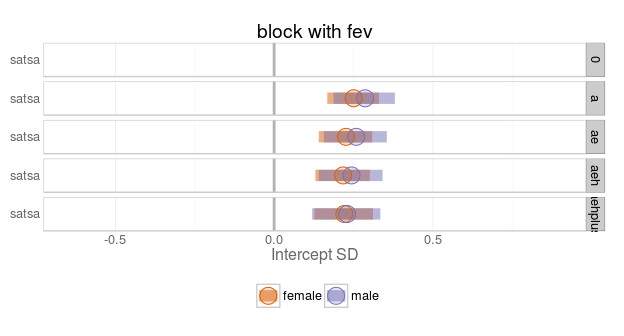 block with fev
satsa 0
satsa a
satsa ae
satsa aeh
satsa ehplus
-0.5 0.0 0.5
Intercept SD
female male